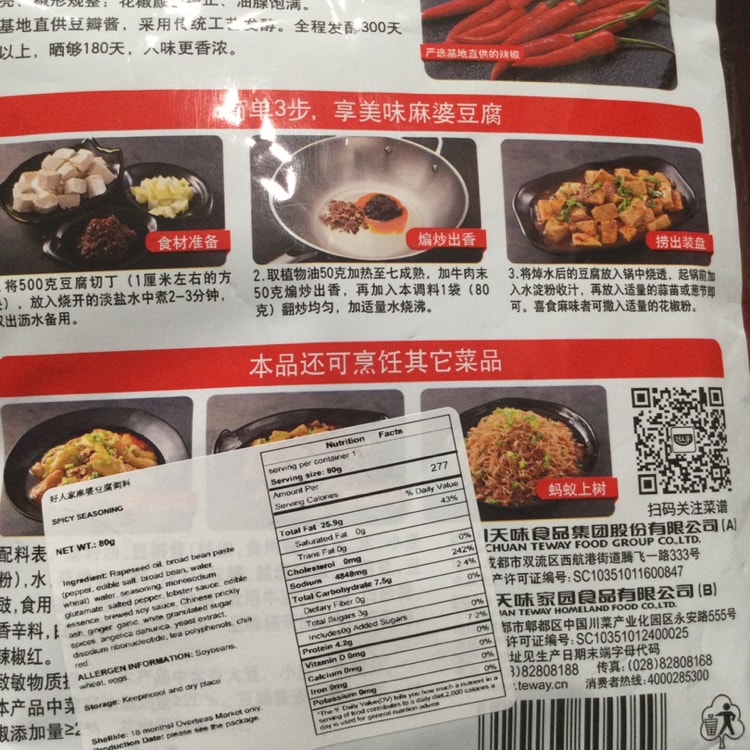 基地直供豆瓣酱，采用传统工艺发酵。全程发酵300天
以上，晒够180天，入味更香浓。
严选基地直供的辣椒
单3步，享美味麻婆豆腐
食材准备
煸炒出香
捞出装盘
将500克豆腐切丁（1厘米左右的方
，放入烧开的淡盐水中煮2-3分钟，
出沥水备用。
2.取植物油50克加热至七成熟，加牛肉末
50克煸炒出香，再加入本调料1袋（80
克）翻炒均匀，加适量水烧沸。
3.将焯水后的豆腐放入锅中烧透，起锅前加
入水淀粉收汁，再放入适量的蒜苗或葱节即
可。喜食麻味者可撒入适量的花椒粉。
本品还可烹饪其它菜品
蚂蚁上树
扫码关注菜谱
好人家麻婆豆腐调料
SPICY SEASONING
NET WT.: 80g
Ingredient: Rapeseed oil, broad bean paste
(pepper, edible salt, broad bean, water,
wheat) water, seasoning, monosodium
glutamate salted pepper, lobster sauce, edible
essence, brewed soy sauce, Chinese prickly
ash, ginger garlic, white granulated sugar
spices, angelica dahurica, yeast extract,
disodium ribonucleotide, tea polyphenols, chili
red
ALLERGEN INFORMATION: Soybeans,
wheat, eggs.
Storage: Keepincool and dry place
Shelflife: 18 monthsl Overseas Market only
Production Date: please see the package.
Nutrition Facts
serving per container 1
Serving size: 80g
Amount Per
Serving Calories 277
% Daily Value
Total Fat 25.9g 43%
Saturated Fat 0g
Trans Fat 0g 0%
Cholesterol 0mg 0%
Sodium 4848mg 242%
Total Carbohydrate 7.5g 2.4%
Dietary Fiber 0g 0%
Total Sugars 3g
Includes0g Added Sugars 0%
Protein 4.2g 7.2%
Vitamin D 0mg 0%
Calcium 0mg 0%
Iron 0mg 0%
Potassium 0mg 0%
天味食品集团股份有限公司(A)
CHUAN TEWAY FOOD GROUP CO.,LTD.
成都市双流区西航港街道腾飞一路333号
产许可证编号:SC10351011600847
天味家园食品有限公司(B)
UAN TEWAY HOMELAND FOOD CO.,LTD.
都市郫都区中国川菜产业化园区永安路555号
许可证编号:SC10351012400025
址见生产日期末端字母代码
82808188 传真:(028)82808168
.teway.cn 消费者热线:4000285300
配料表
粉),水
豉,食用
香辛料,
辣椒红。
致敏物质
本产品中
椒添加量≥2